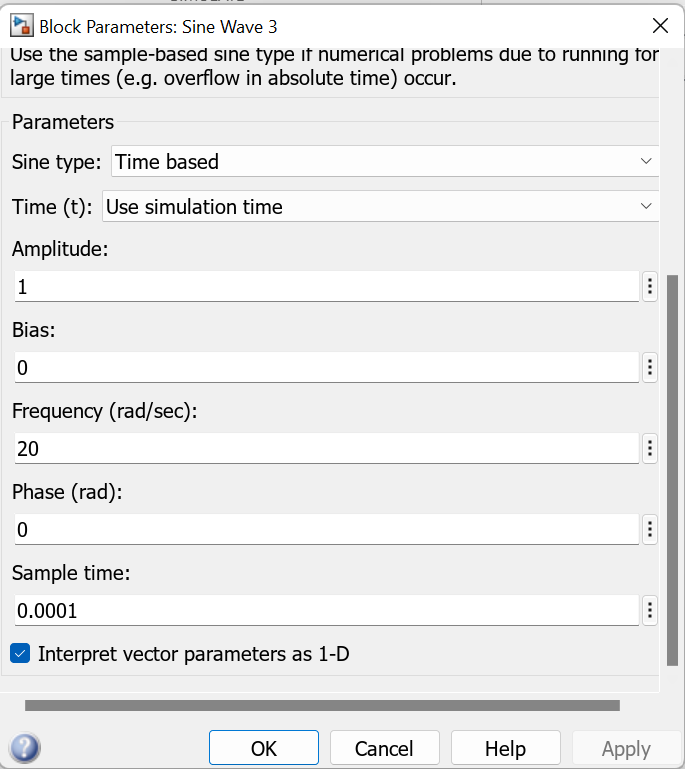 Block Parameters: Sine Wave 3
Use the sample-based sine type if numerical problems due to running for
large times (e.g. overflow in absolute time) occur.
Parameters
Sine type: Time based
Time (t): Use simulation time
Amplitude:
1
Bias:
0
Frequency (rad/sec):
20
Phase (rad):
0
Sample time:
0.0001
Interpret vector parameters as 1-D
? OK Cancel Help Apply